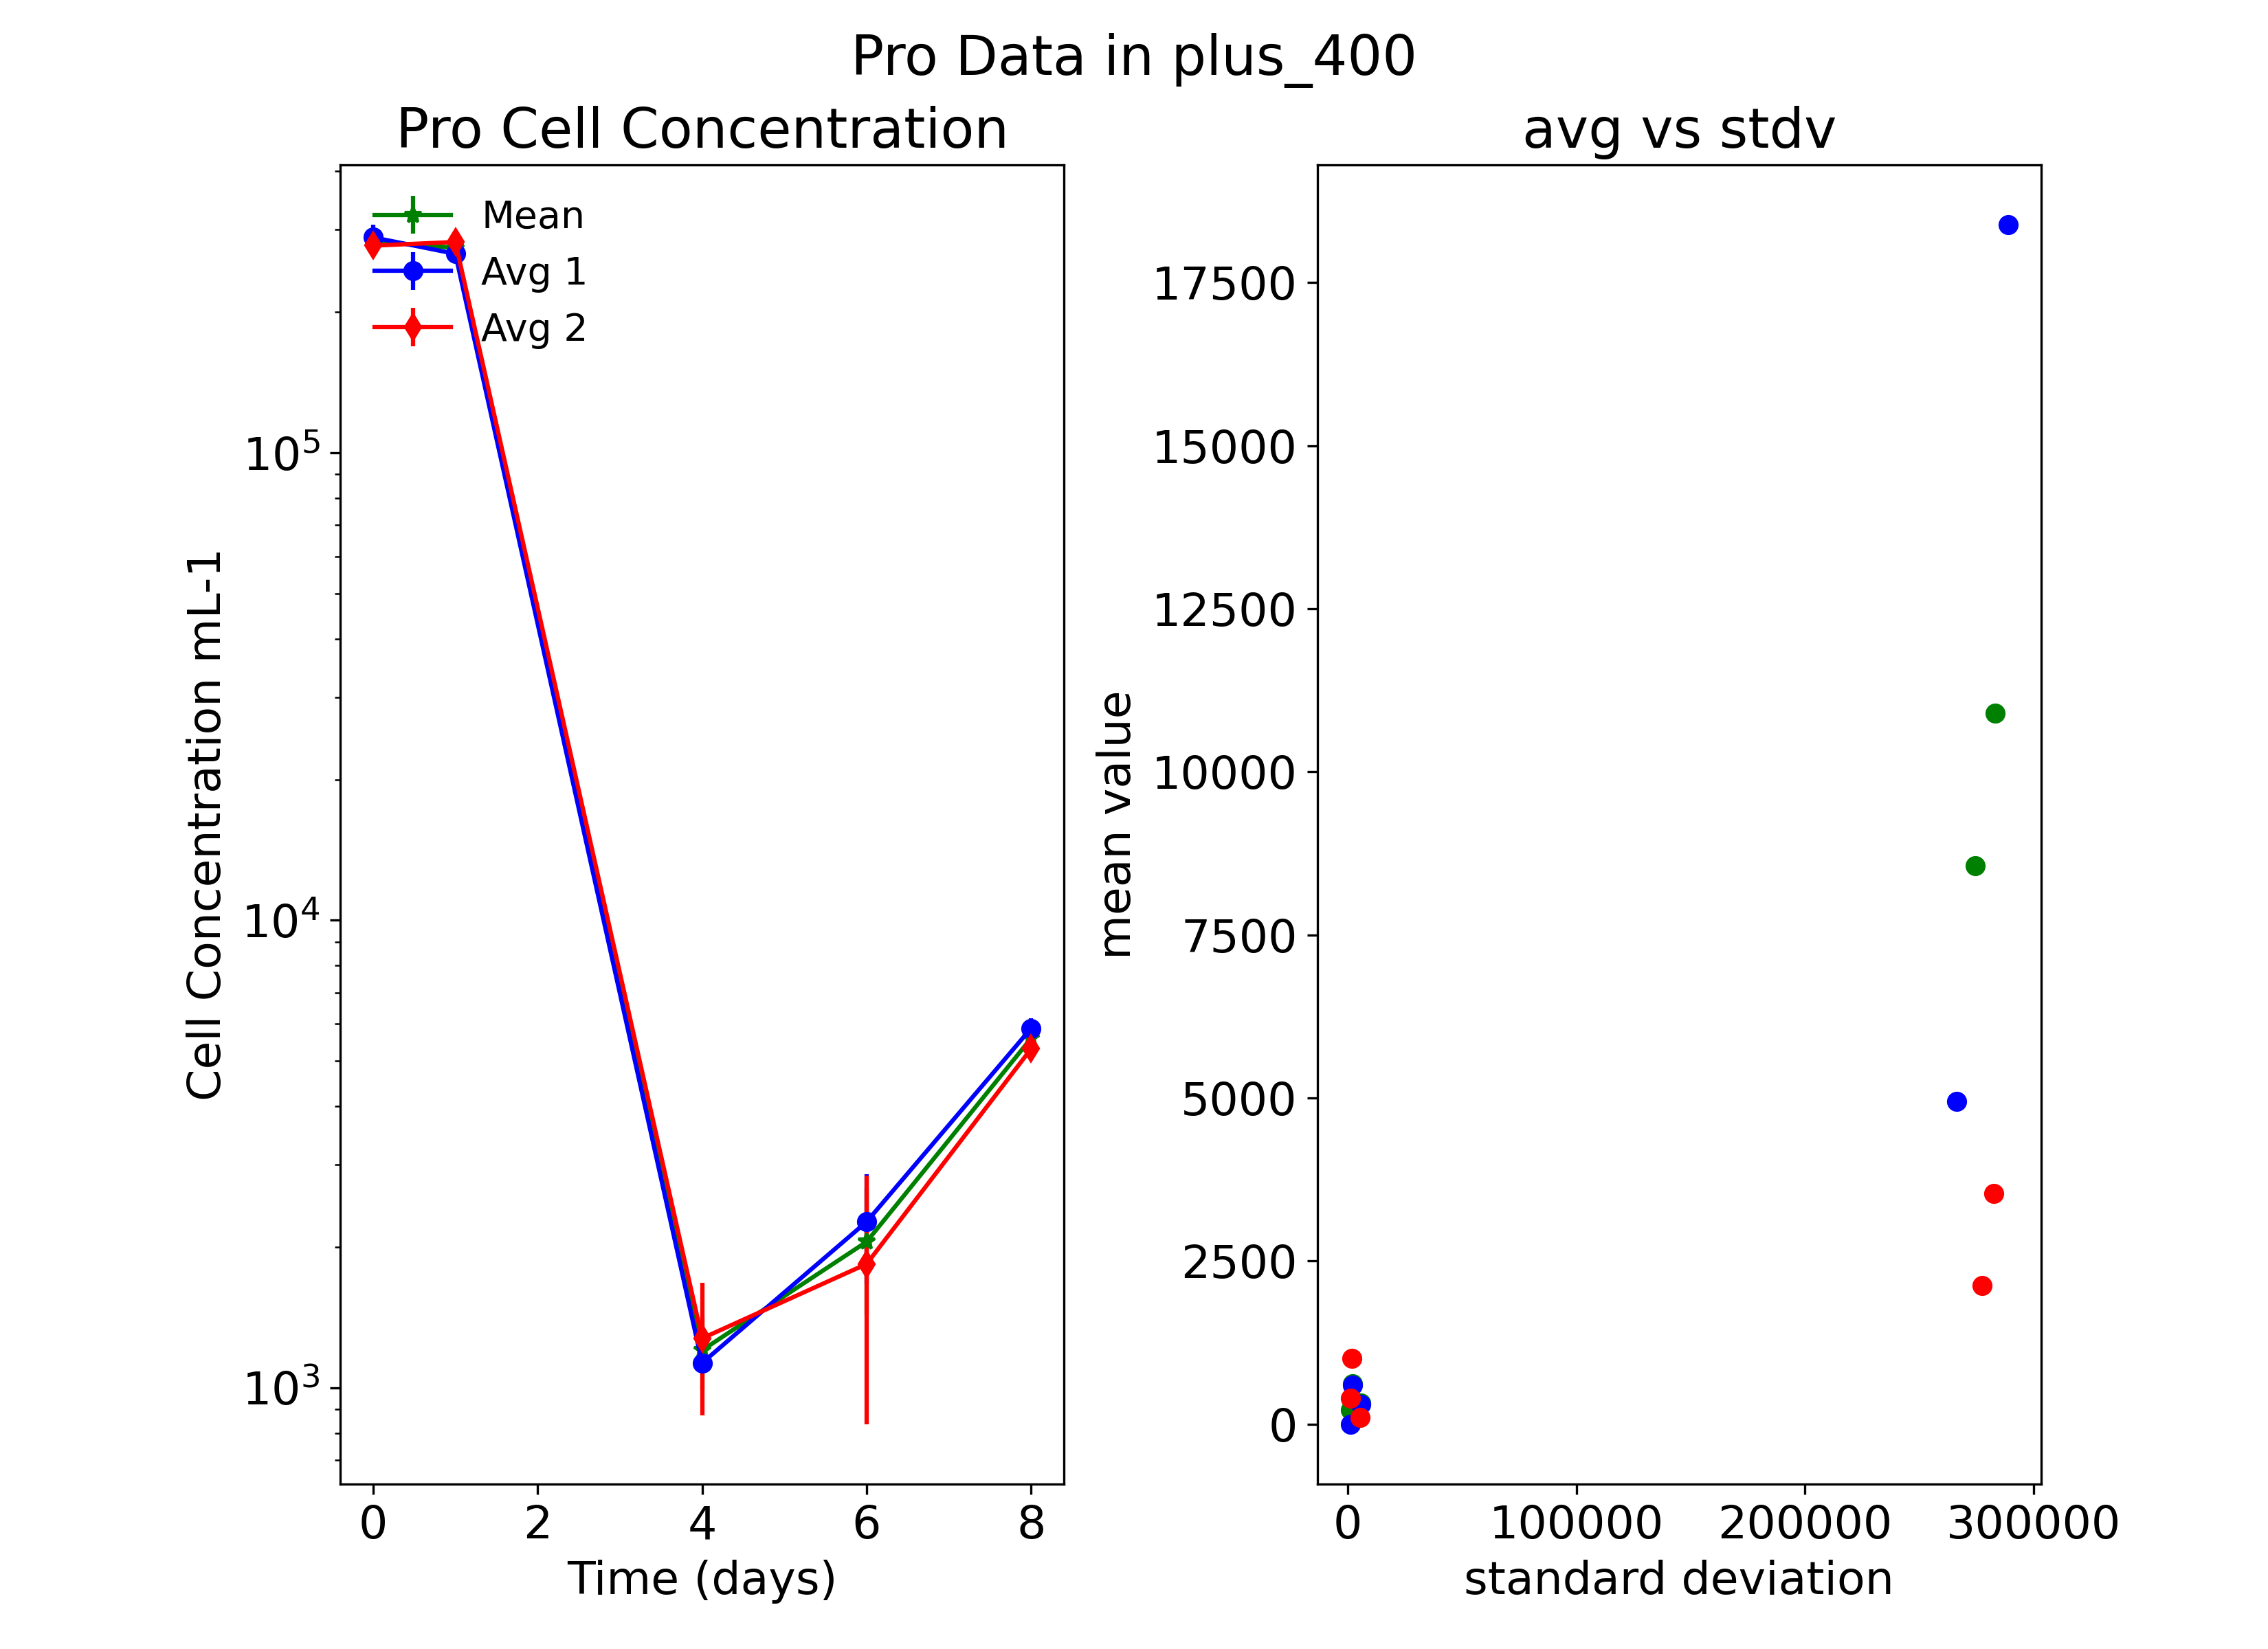 Pro Data in plus_400
Pro Cell Concentration
Mean
Avg 1
Avg 2
10^5
10^4
10^3
Cell Concentration mL-1
0 2 4 6 8
Time (days)
avg vs stdv
17500
15000
12500
10000
7500
5000
2500
0
mean value
0 100000 200000 300000
standard deviation